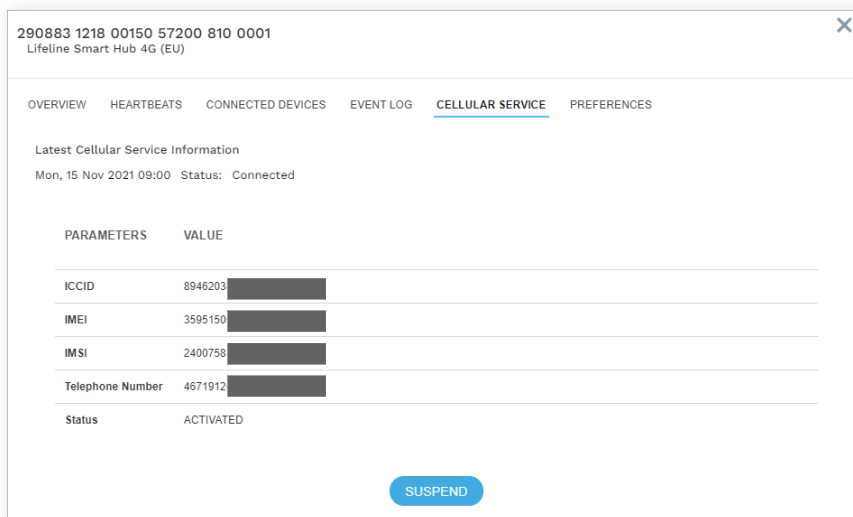 290883 1218 00150 57200 810 0001
Lifeline Smart Hub 4G (EU)
OVERVIEW HEARTBEATS CONNECTED DEVICES EVENT LOG CELLULAR SERVICE PREFERENCES
Latest Cellular Service Information
Mon, 15 Nov 2021 09:00 Status: Connected
PARAMETERS VALUE
ICCID 8946203
IMEI 3595150
IMSI 2400758
Telephone Number 4671912
Status ACTIVATED
SUSPEND